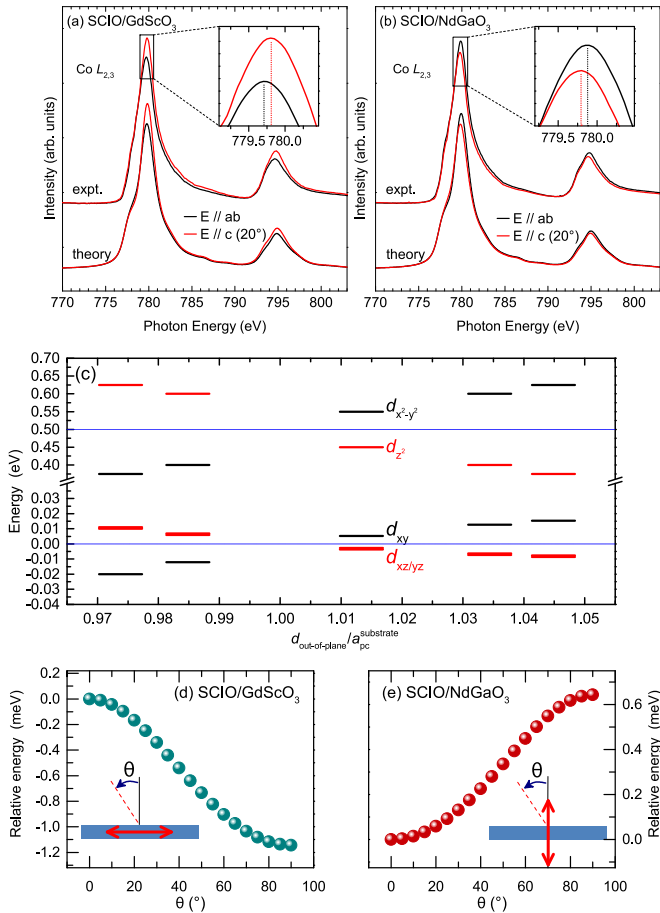 (a) SCIO/GdScO3
Co L2,3
779.5 780.0
expt.
E // ab
E // c (20°)
theory
Intensity (arb. units)
770 775 780 785 790 795 800
Photon Energy (eV)
(b) SCIO/NdGaO3
Co L2,3
779.5 780.0
expt.
E // ab
E // c (20°)
theory
Intensity (arb. units)
770 775 780 785 790 795 800
Photon Energy (eV)
(c)
0.70
0.65
0.60
0.55
0.50
0.45
0.40
0.03
0.02
0.01
0.00
-0.01
-0.02
-0.03
-0.04
Energy (eV)
dx2-y2
dz2
dxy
dxz/yz
0.97 0.98 0.99 1.00 1.01 1.02 1.03 1.04 1.05
dout-of-plane/apcsubstrate
(d) SCIO/GdScO3
0.2
0.0
-0.2
-0.4
-0.6
-0.8
-1.0
-1.2
Relative energy (meV)
θ
0 20 40 60 80 100
θ (°)
(e) SCIO/NdGaO3
0.6
0.4
0.2
0.0
Relative energy (meV)
θ
0 20 40 60 80 100
θ (°)